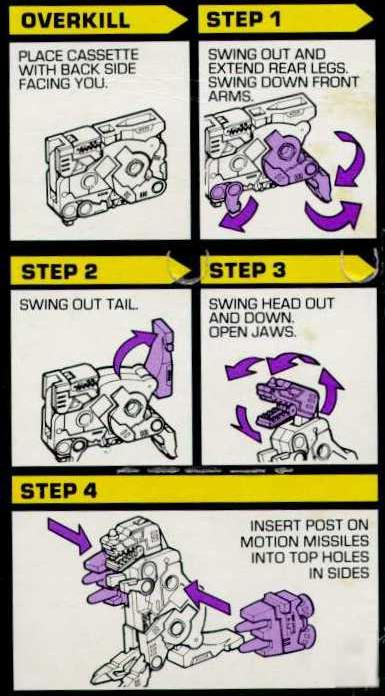 OVERKILL
PLACE CASSETTE
WITH BACK SIDE
FACING YOU.
STEP 1
SWING OUT AND
EXTEND REAR LEGS.
SWING DOWN FRONT
ARMS.
STEP 2
SWING OUT TAIL.
STEP 3
SWING HEAD OUT
AND DOWN.
OPEN JAWS.
STEP 4
INSERT POST ON
MOTION MISSILES
INTO TOP HOLES
IN SIDES